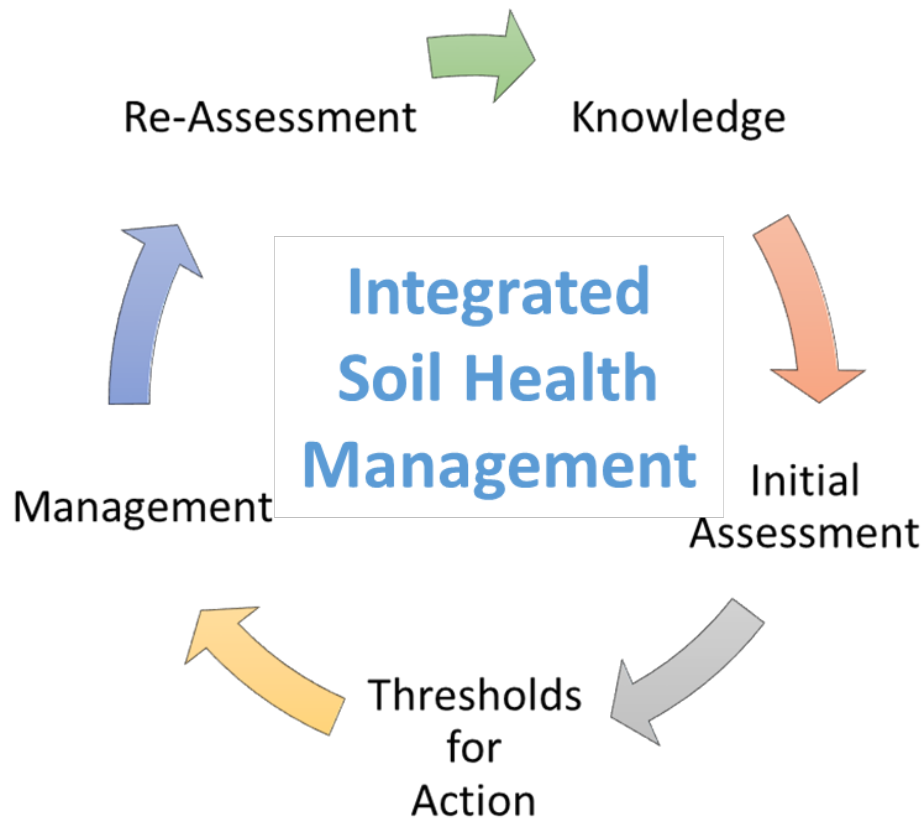 Re-Assessment
Knowledge
Integrated
Soil Health
Management
Initial
Assessment
Management
Thresholds
for
Action